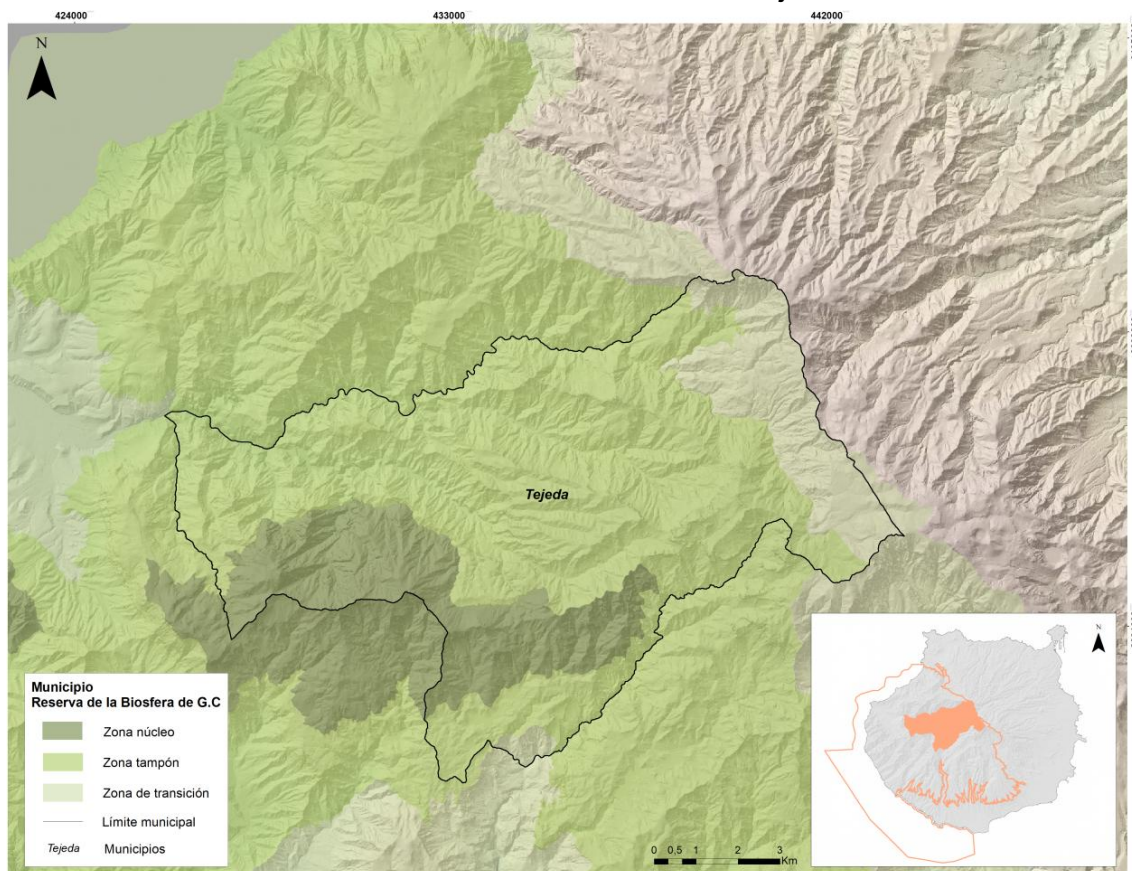 424000 433000 442000
N
Tejeda
Municipio
Reserva de la Biosfera de G.C
Zona núcleo
Zona tampón
Zona de transición
Límite municipal
Tejeda Municipios
0 0,5 1 2 3
Km
N